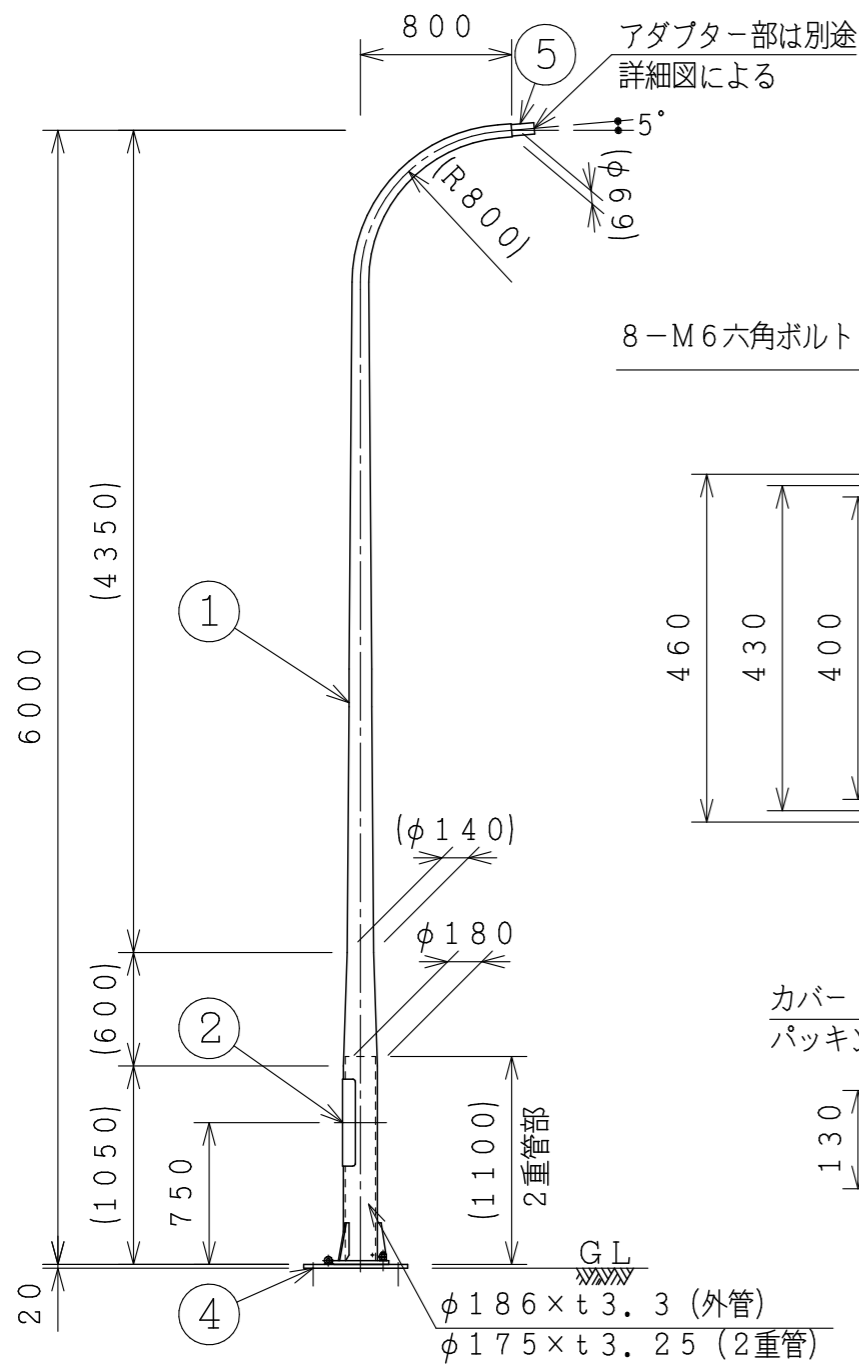 800
⑤
アダプター部は別途
詳細図による
5°
(φ66)
(R800)
8－M6六角ボルト
(4350)
①
6000
460
430
400
(φ140)
φ180
(600)
②
カバー
パッキン
(1050)
750
(1100)
2重管部
130
GL
20
④
φ186×t3.3（外管）
φ175×t3.25（2重管）